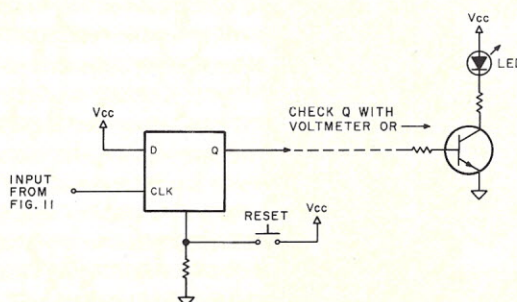 Vcc
LED
CHECK Q WITH
VOLTMETER OR
Vcc
D
Q
INPUT
FROM
FIG. 11
CLK
RESET
Vcc